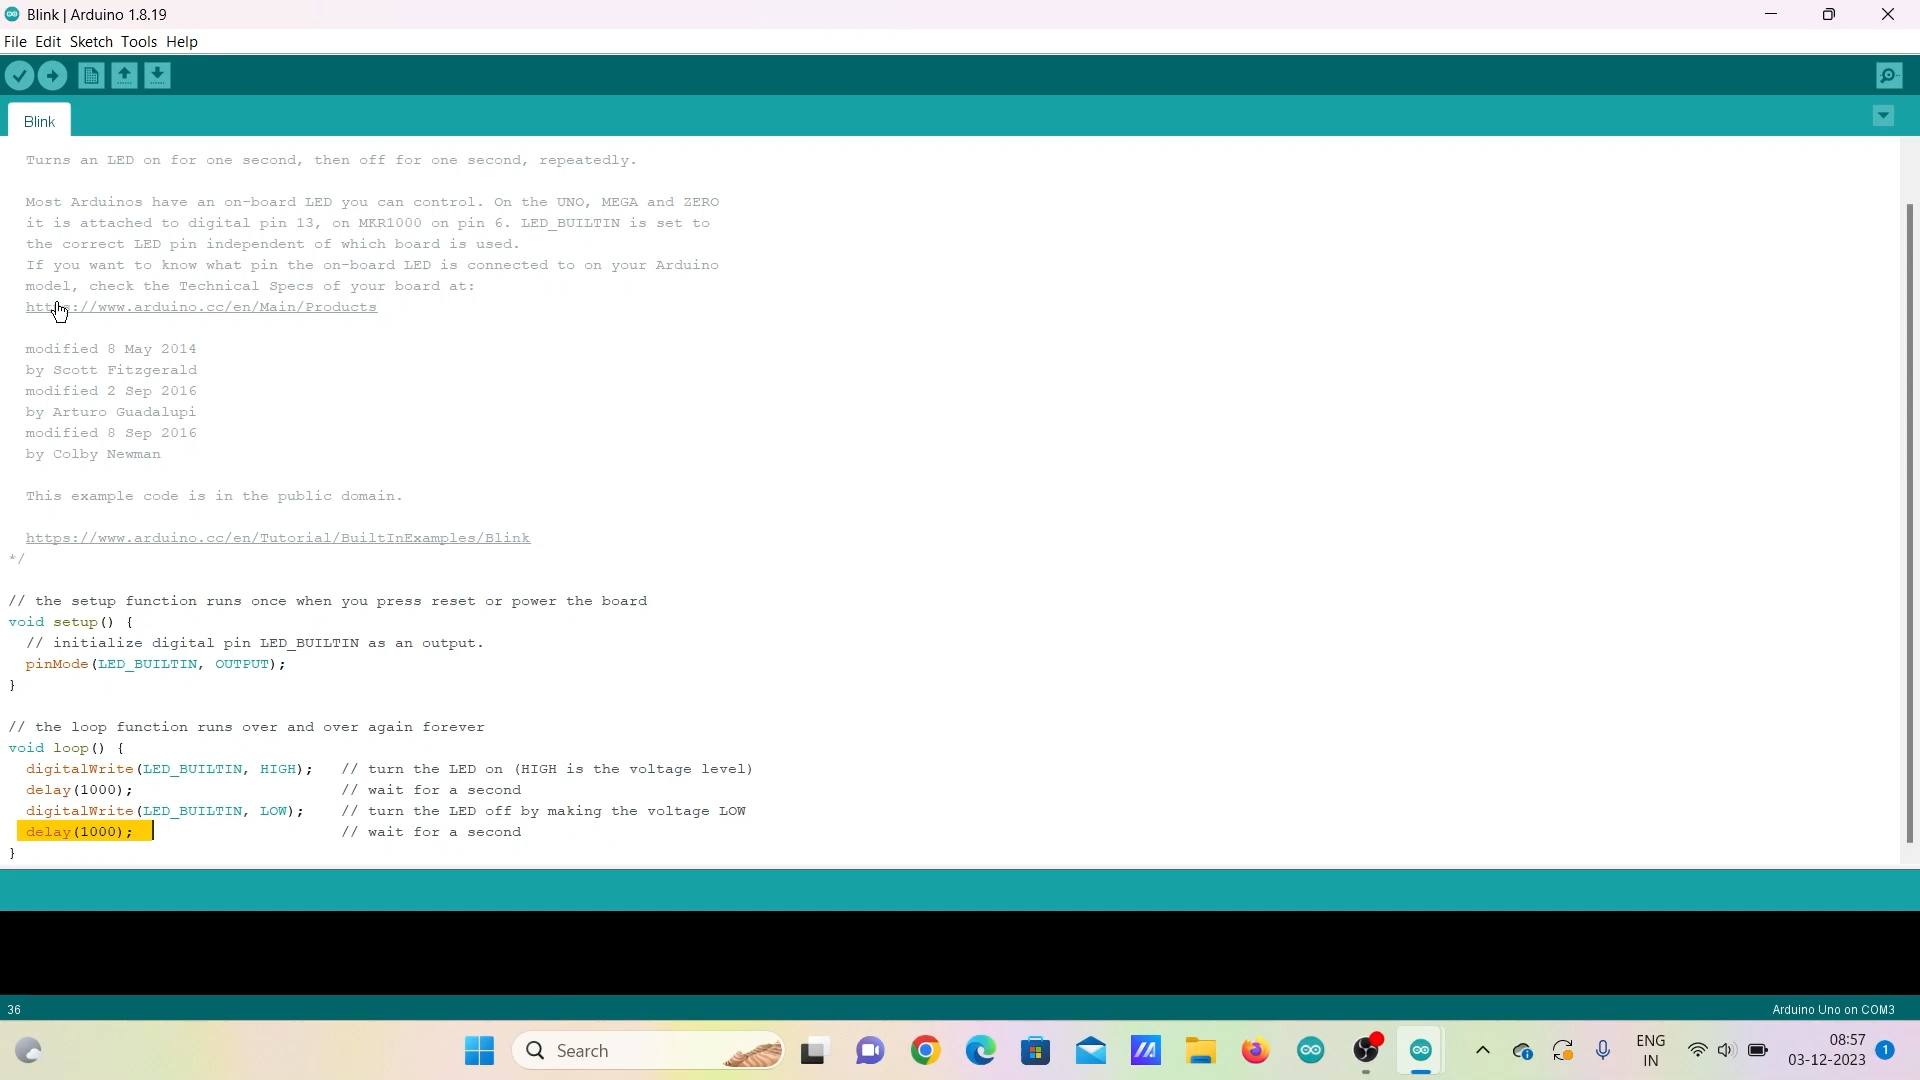 Blink | Arduino 1.8.19
File Edit Sketch Tools Help
Blink
Turns an LED on for one second, then off for one second, repeatedly.
Most Arduinos have an on-board LED you can control. On the UNO, MEGA and ZERO
it is attached to digital pin 13, on MKR1000 on pin 6. LED_BUILTIN is set to
the correct LED pin independent of which board is used.
If you want to know what pin the on-board LED is connected to on your Arduino
model, check the Technical Specs of your board at:
https://www.arduino.cc/en/Main/Products
modified 8 May 2014
by Scott Fitzgerald
modified 2 Sep 2016
by Arturo Guadalupi
modified 8 Sep 2016
by Colby Newman
This example code is in the public domain.
https://www.arduino.cc/en/Tutorial/BuiltInExamples/Blink
*/
// the setup function runs once when you press reset or power the board
void setup() {
// initialize digital pin LED_BUILTIN as an output.
pinMode(LED_BUILTIN, OUTPUT);
}
// the loop function runs over and over again forever
void loop() {
digitalWrite(LED_BUILTIN, HIGH);   // turn the LED on (HIGH is the voltage level)
delay(1000);                       // wait for a second
digitalWrite(LED_BUILTIN, LOW);    // turn the LED off by making the voltage LOW
delay(1000);                       // wait for a second
}
36
Arduino Uno on COM3
Search
ENG
IN
08:57
03-12-2023
1